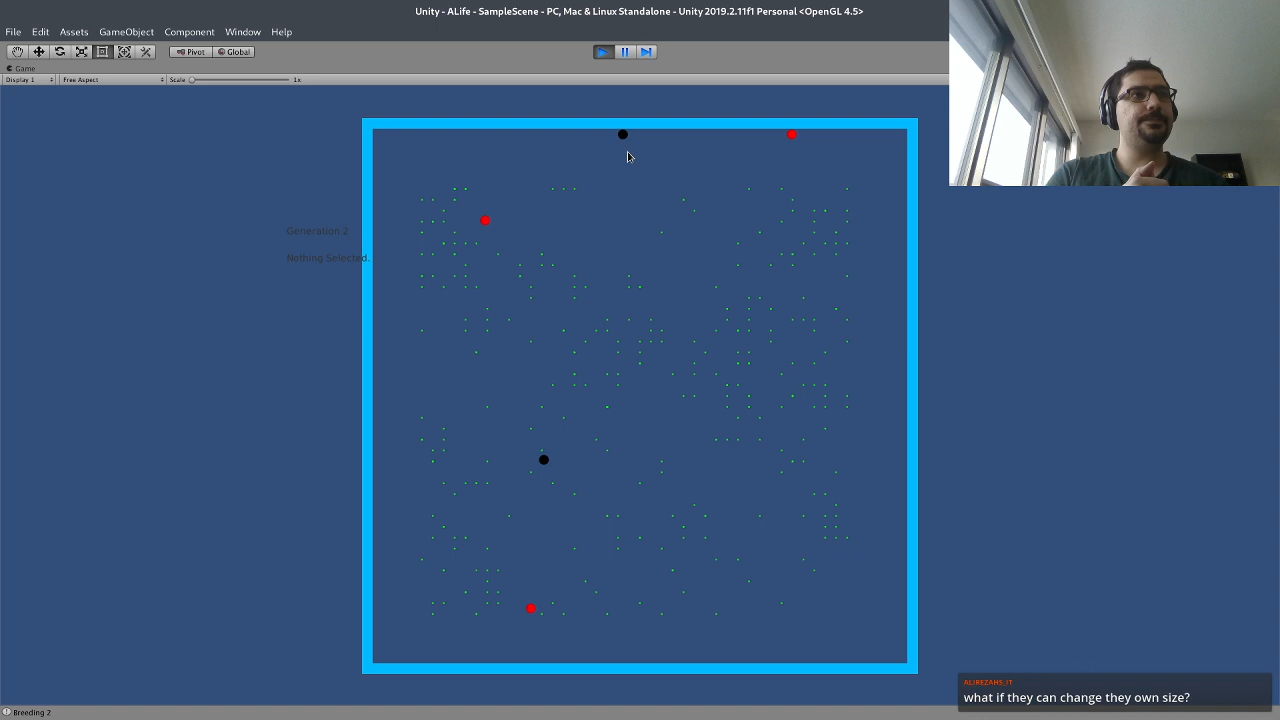 Unity - ALife - SampleScene - PC, Mac & Linux Standalone - Unity 2019.2.11f1 Personal <OpenGL 4.5>
File Edit Assets GameObject Component Window Help
Pivot Global
Game
Display 1 Free Aspect Scale 1x
Generation 2
Nothing Selected.
ALIREZAHS_IT
what if they can change they own size?
Breeding 2